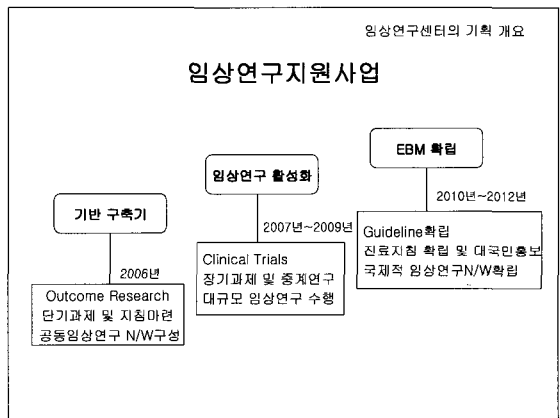 임상연구센터의 기획 개요
임상연구지원사업
기반 구축기
2006년
Outcome Research
단기과제 및 지침마련
공동임상연구 N/W구성
임상연구 활성화
2007년~2009년
Clinical Trials
장기과제 및 중계연구
대규모 임상연구 수행
EBM 확립
2010년~2012년
Guideline확립
진료지침 확립 및 대국민홍보
국제적 임상연구N/W확립